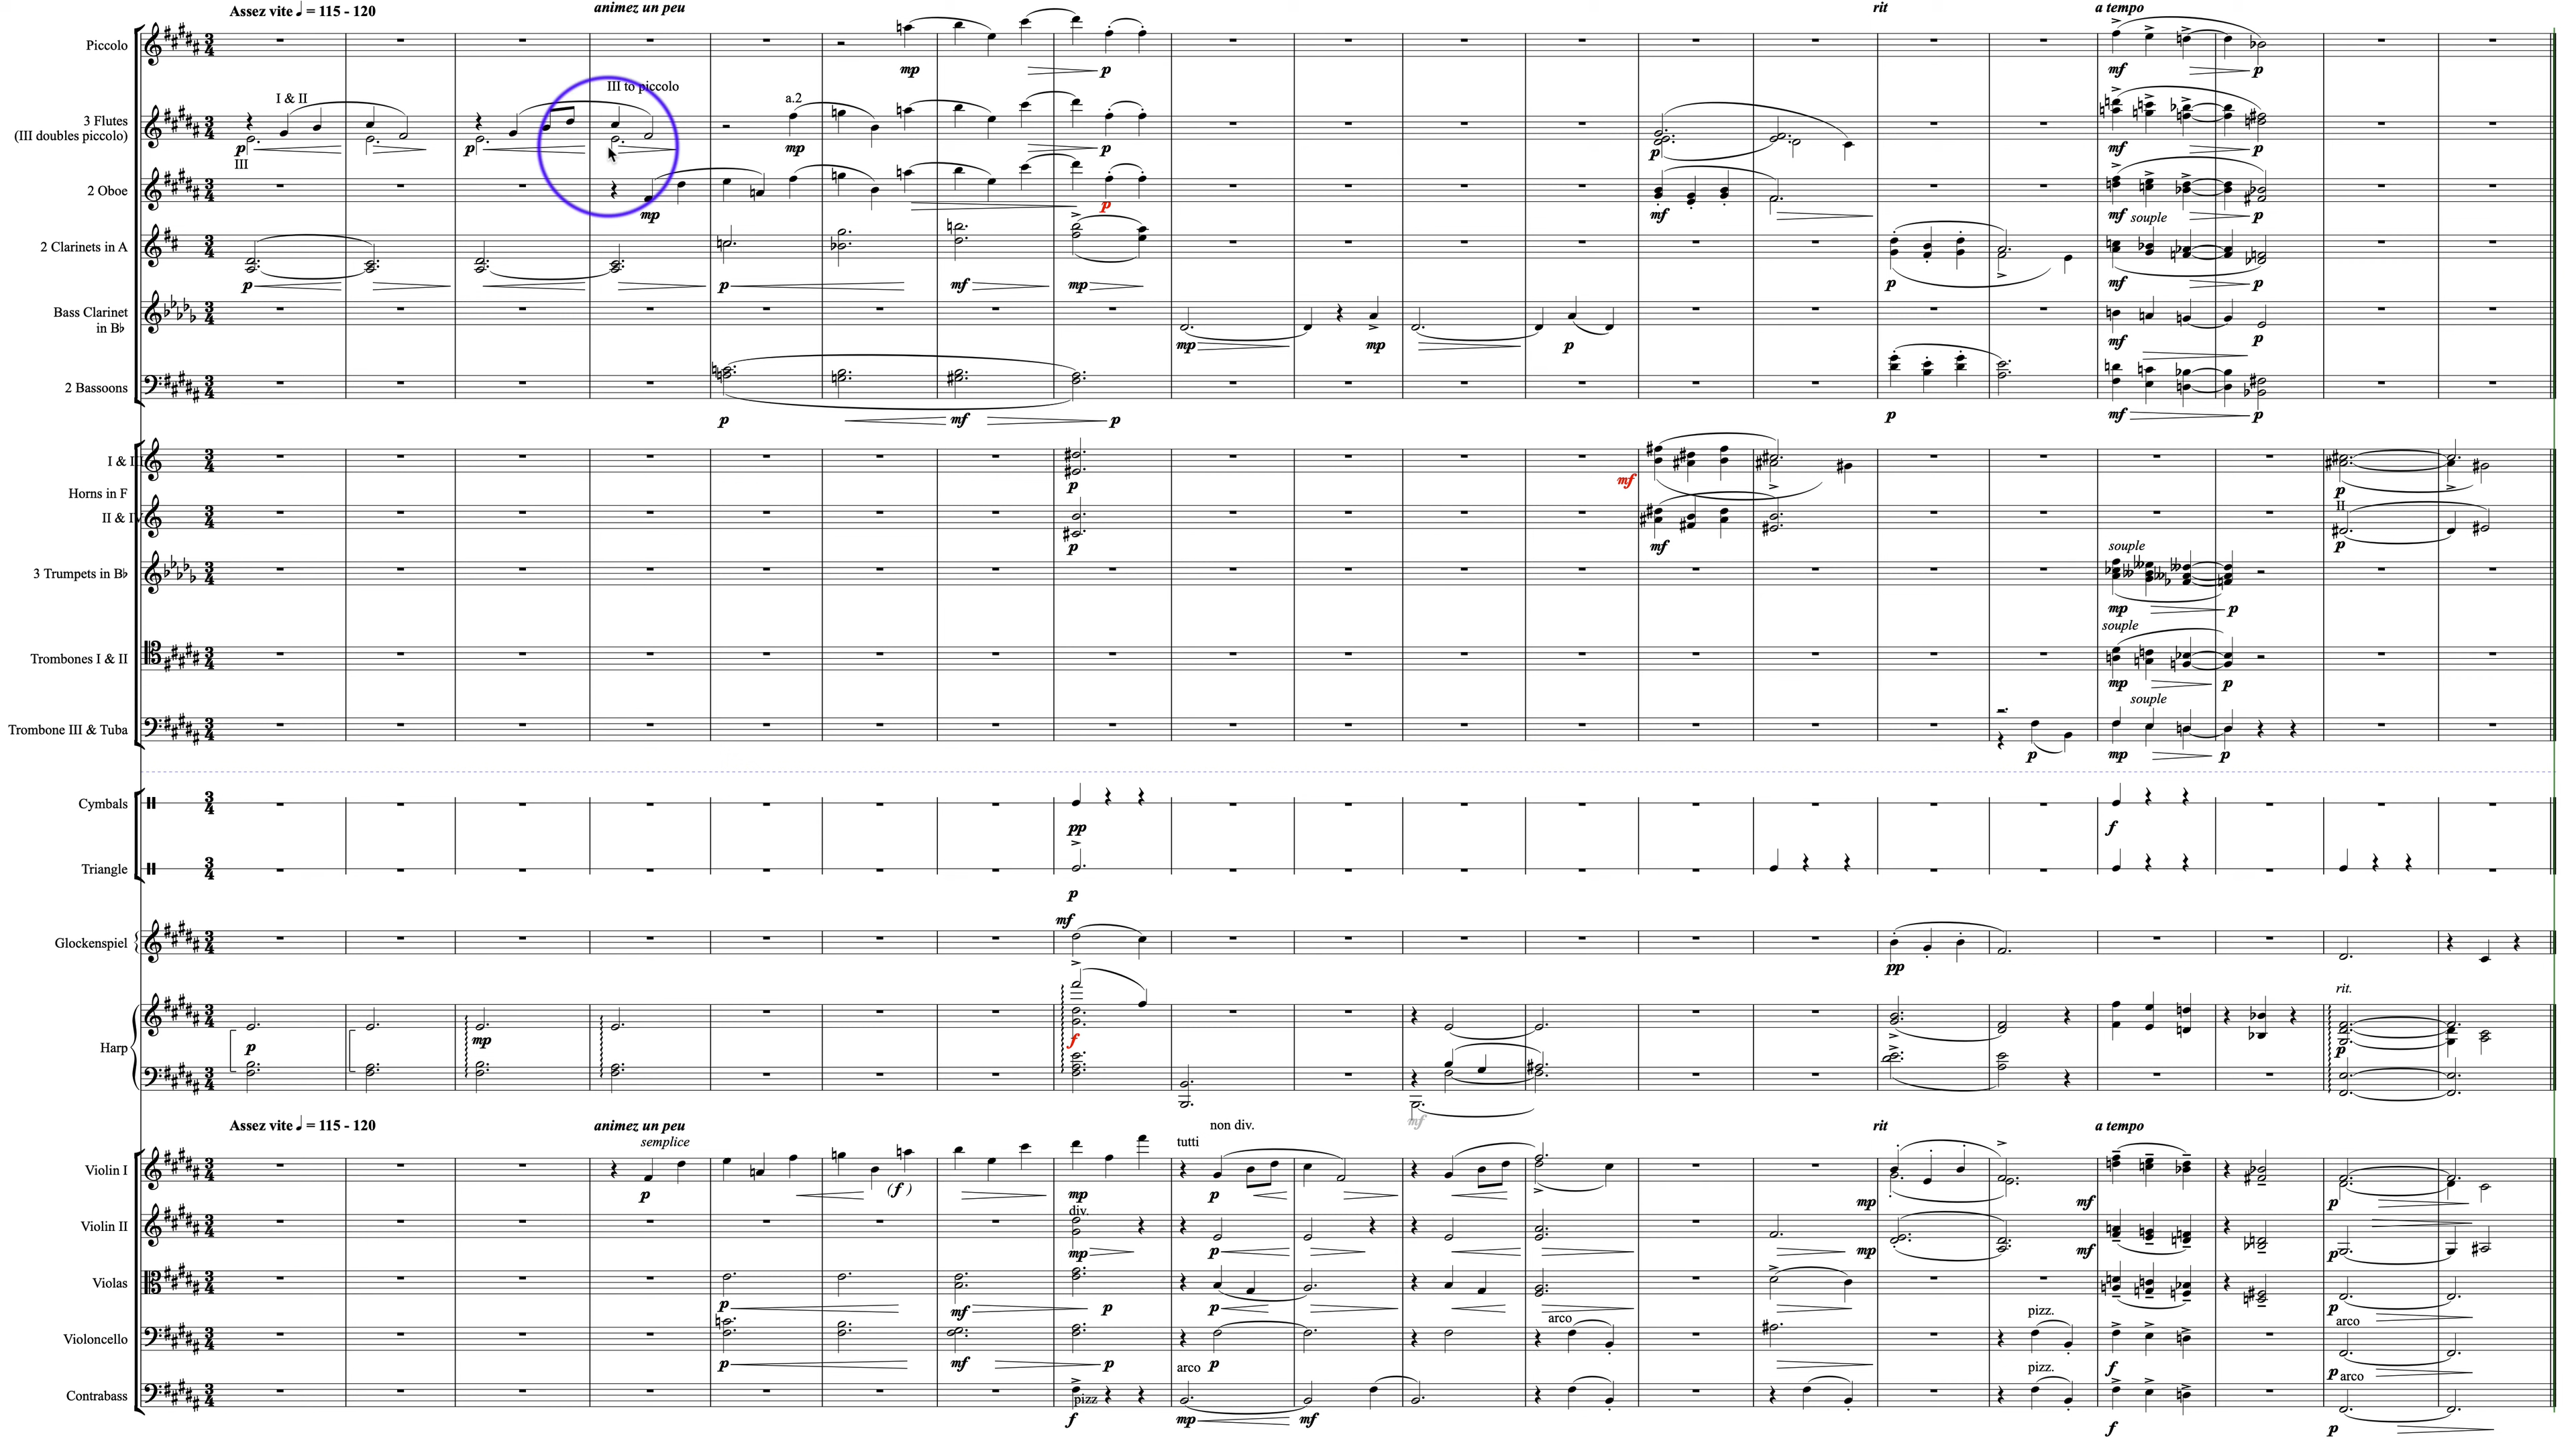 Assez vite ♩ = 115 - 120 animez un peu rit a tempo
Piccolo
mp p mf p
I & II III to piccolo a.2
3 Flutes
(III doubles piccolo)
p p mp p p mf p
III
2 Oboe
mp p mf mf souple p
2 Clarinets in A
p p mf mp p mf p
Bass Clarinet
in B♭
mp mp p mf p
2 Bassoons
p mf p p mf p
I & III
p mf p
Horns in F
II & IV
II
p mf p
souple
3 Trumpets in B♭
mp p
souple
Trombones I & II
mp p
souple
Trombone III & Tuba
p mp p
Cymbals
pp f
Triangle
p
mf
Glockenspiel
pp
rit.
Harp
p mp f p
mf
Assez vite ♩ = 115 - 120 animez un peu non div. rit a tempo
semplice tutti
Violin I
p (f) mp p mp mf p
div.
Violin II
mp p mp mf p
Violas
p mf p p p
arco pizz. arco
Violoncello
p mf p p f p
arco pizz. arco
Contrabass
pizz
f mp mf f p